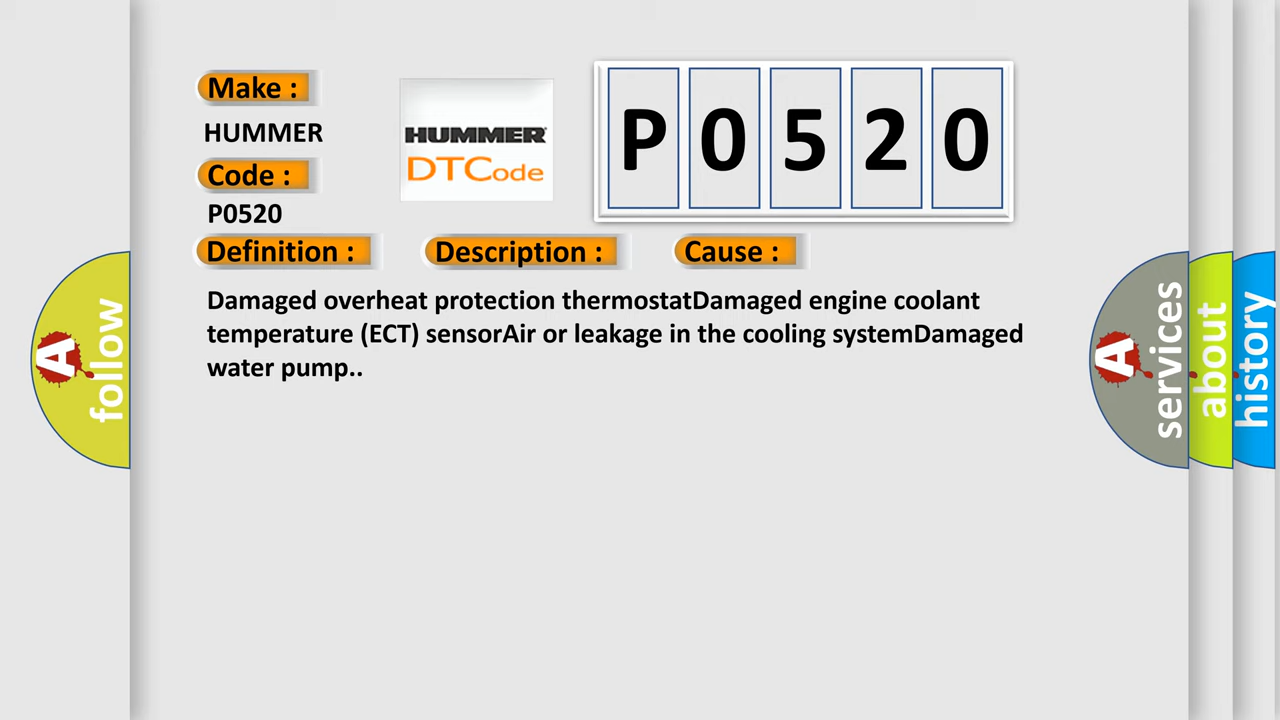 Make :
HUMMER
Code :
P0520
HUMMER
DTCode
P0520
Definition :
Description :
Cause :
Damaged overheat protection thermostatDamaged engine coolant
temperature (ECT) sensorAir or leakage in the cooling systemDamaged
water pump..
A
follow
A
services
about
history